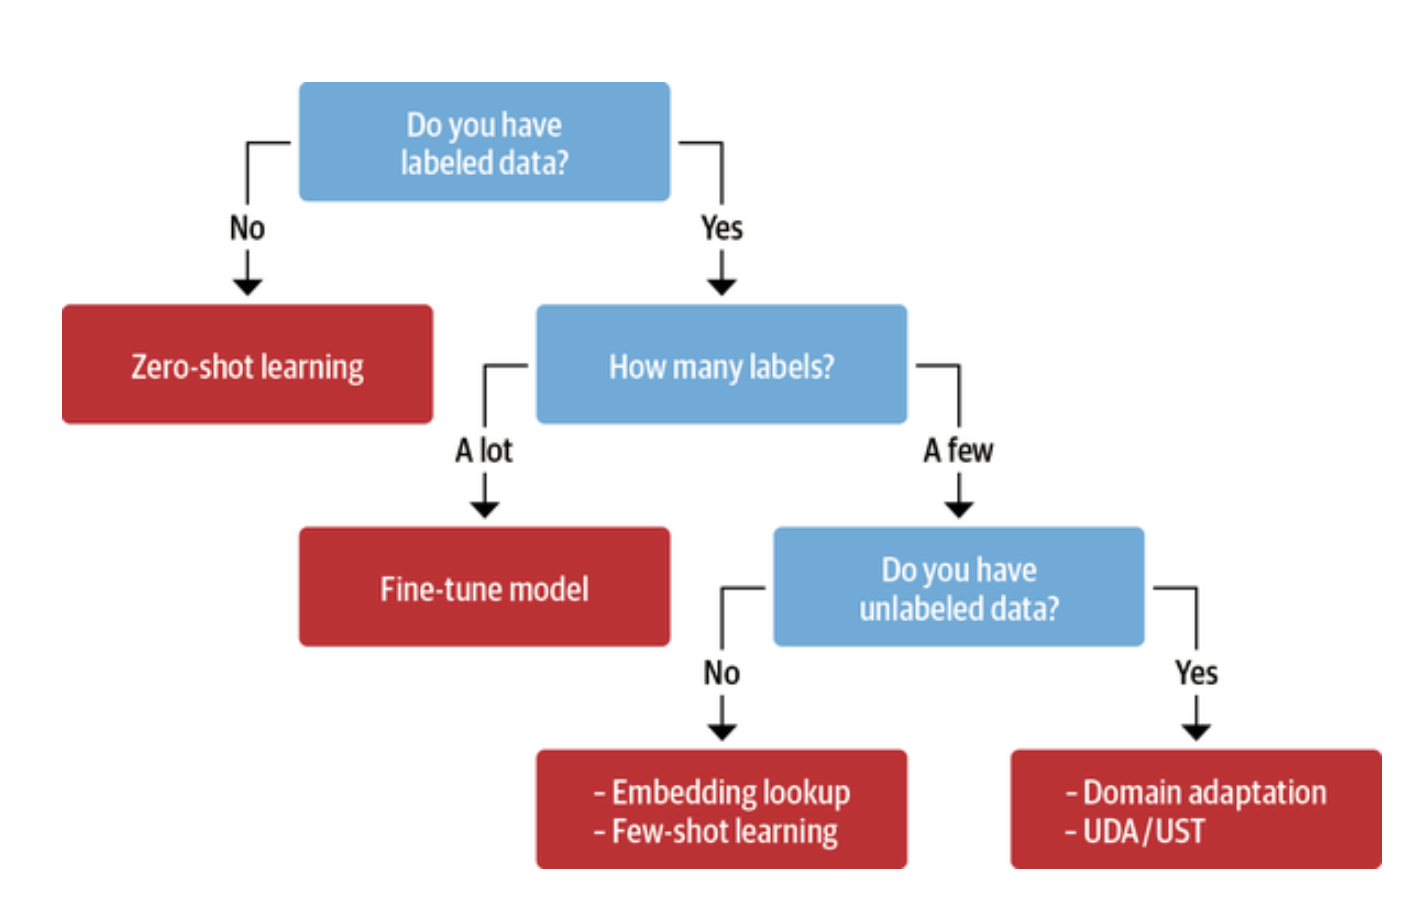 Do you have
labeled data?
No
Yes
Zero-shot learning
How many labels?
A lot
A few
Fine-tune model
Do you have
unlabeled data?
No
Yes
– Embedding lookup
– Few-shot learning
– Domain adaptation
– UDA/UST